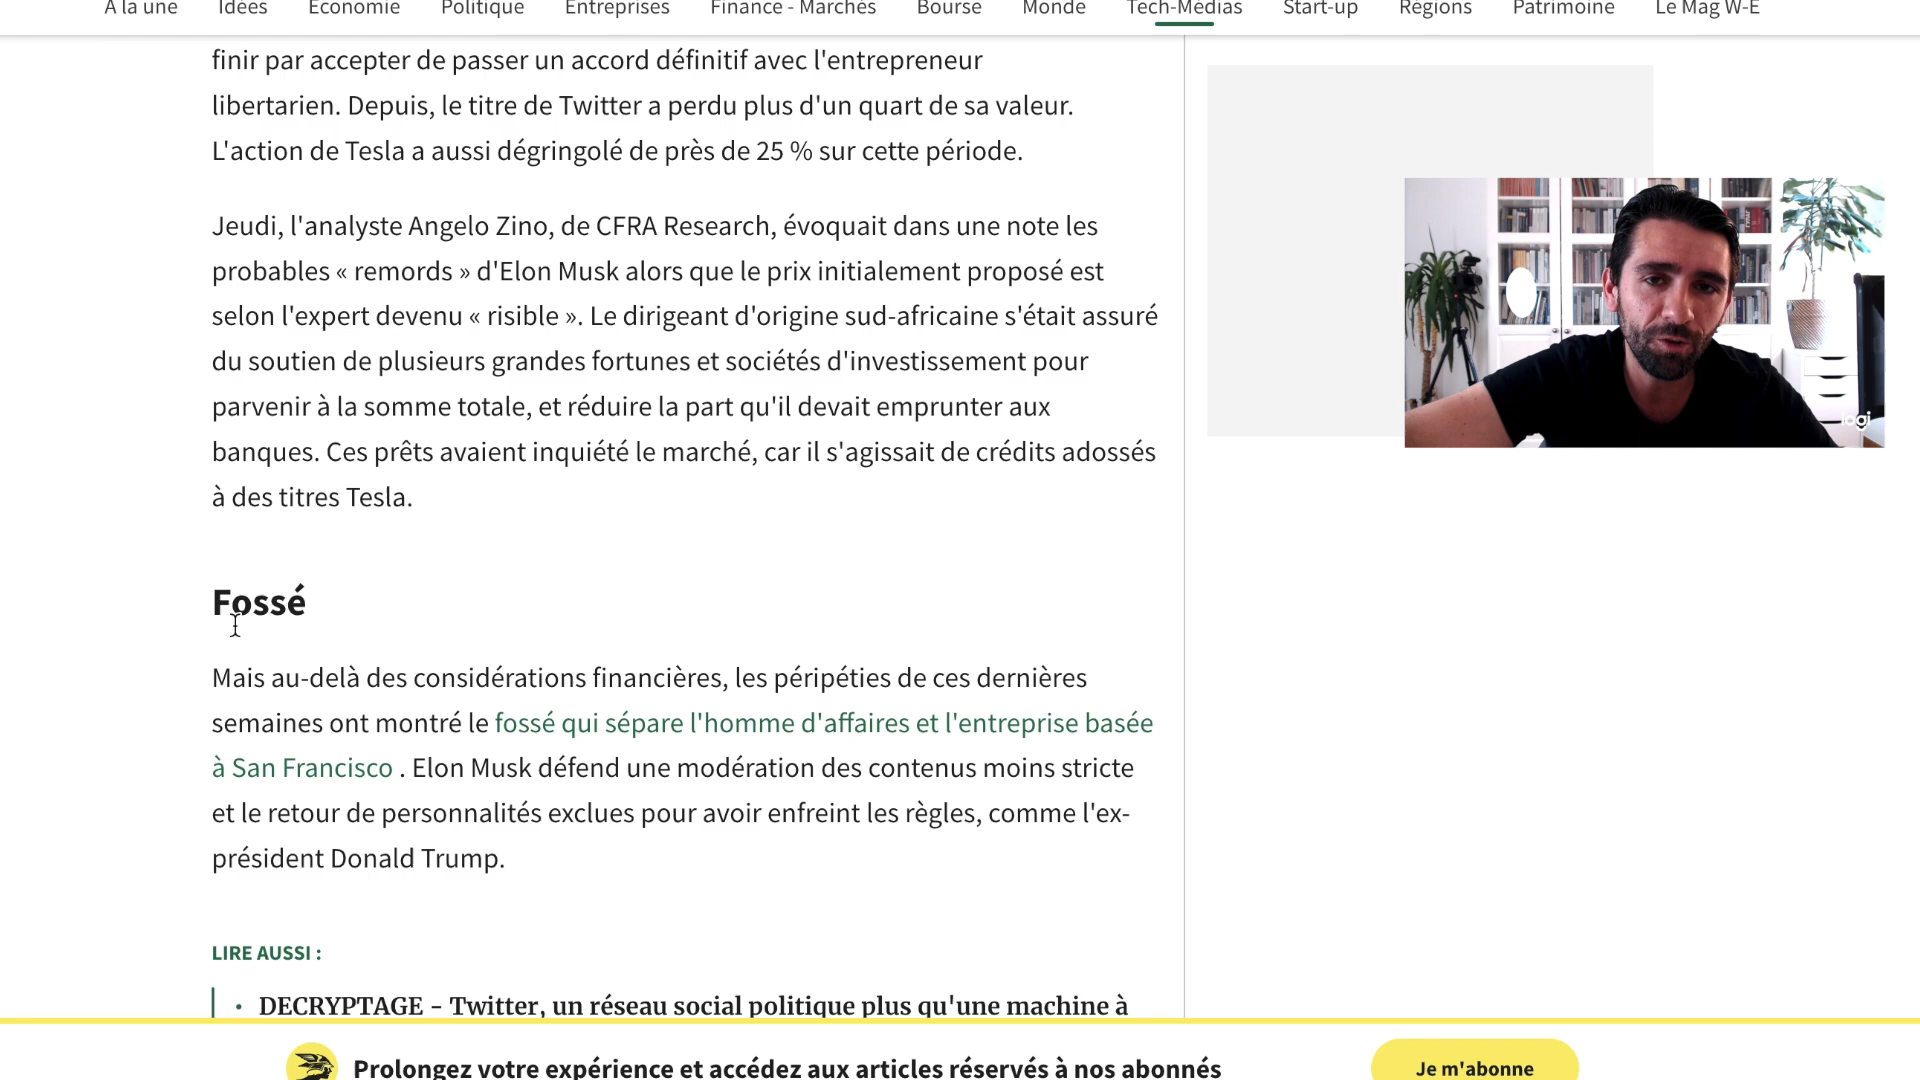 À la une Idées Économie Politique Entreprises Finance - Marchés Bourse Monde Tech-Médias Start-up Régions Patrimoine Le Mag W-E
finir par accepter de passer un accord définitif avec l'entrepreneur
libertarien. Depuis, le titre de Twitter a perdu plus d'un quart de sa valeur.
L'action de Tesla a aussi dégringolé de près de 25 % sur cette période.
Jeudi, l'analyste Angelo Zino, de CFRA Research, évoquait dans une note les
probables « remords » d'Elon Musk alors que le prix initialement proposé est
selon l'expert devenu « risible ». Le dirigeant d'origine sud-africaine s'était assuré
du soutien de plusieurs grandes fortunes et sociétés d'investissement pour
parvenir à la somme totale, et réduire la part qu'il devait emprunter aux
banques. Ces prêts avaient inquiété le marché, car il s'agissait de crédits adossés
à des titres Tesla.
logi
Fossé
Mais au-delà des considérations financières, les péripéties de ces dernières
semaines ont montré le fossé qui sépare l'homme d'affaires et l'entreprise basée
à San Francisco . Elon Musk défend une modération des contenus moins stricte
et le retour de personnalités exclues pour avoir enfreint les règles, comme l'ex-
président Donald Trump.
LIRE AUSSI :
• DECRYPTAGE - Twitter, un réseau social politique plus qu'une machine à
Prolongez votre expérience et accédez aux articles réservés à nos abonnés
Je m'abonne